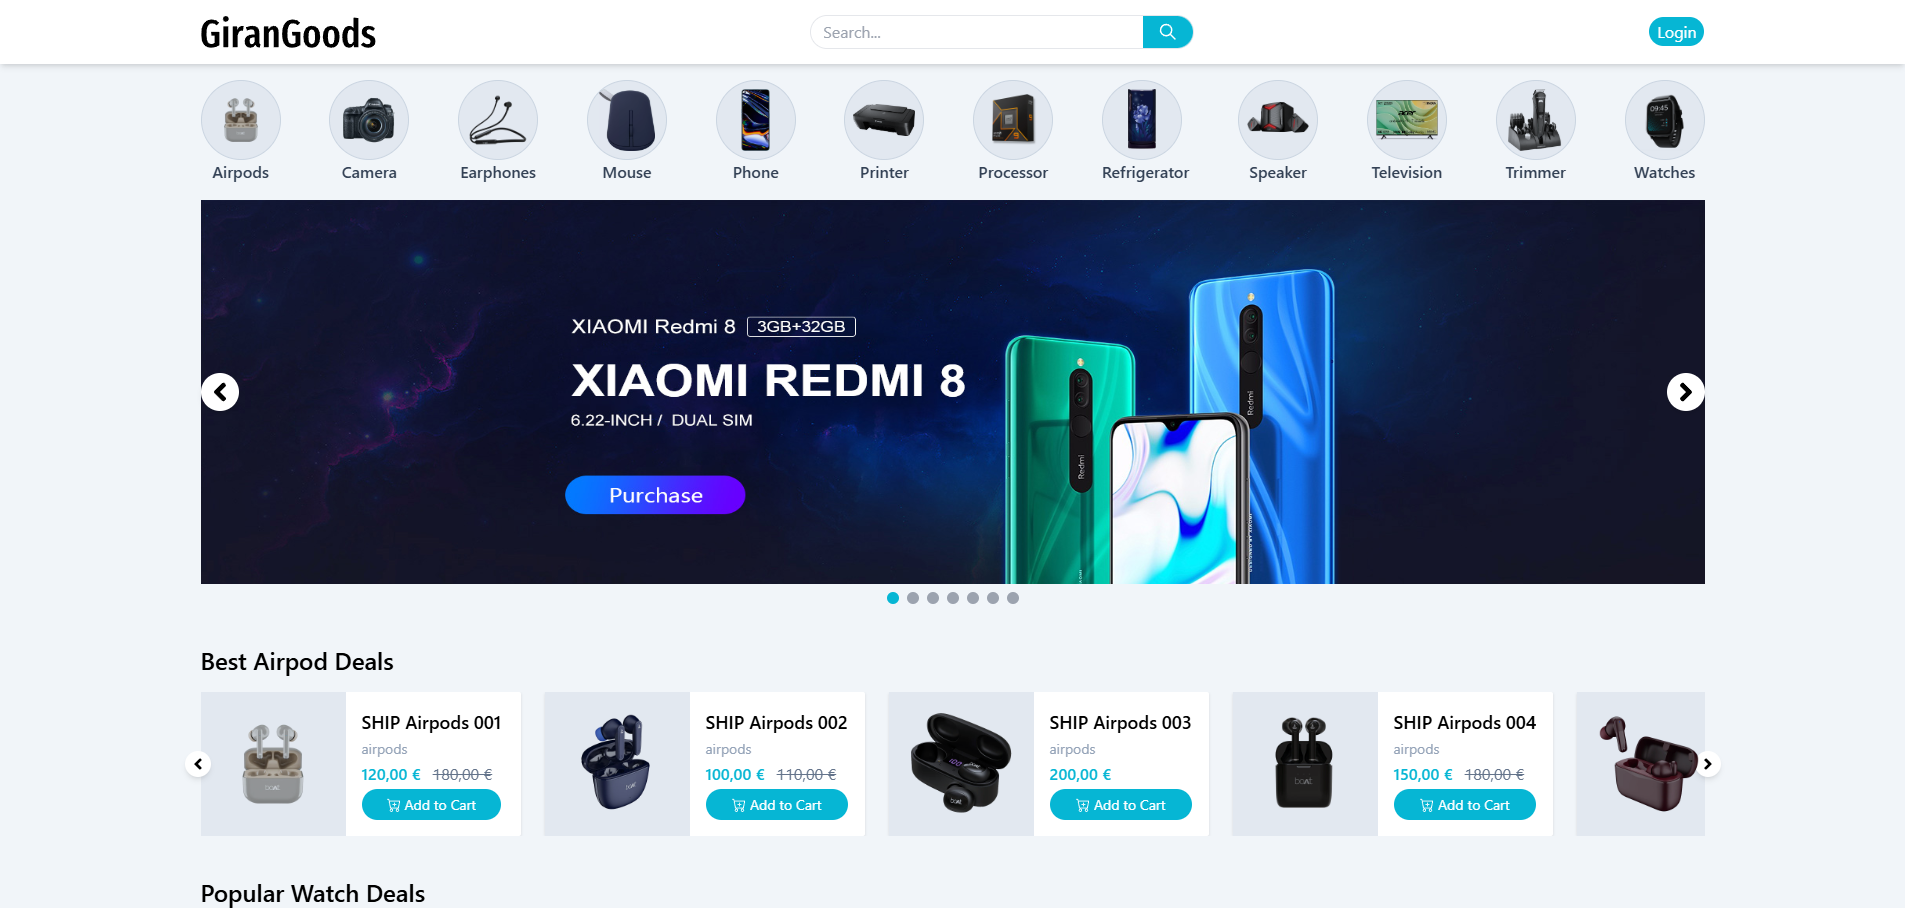 GiranGoods
Search...
Login
Airpods
Camera
Earphones
Mouse
Phone
Printer
Processor
Refrigerator
Speaker
Television
Trimmer
Watches
XIAOMI Redmi 8 3GB+32GB
XIAOMI REDMI 8
6.22-INCH / DUAL SIM
Purchase
Redmi
Redmi
Best Airpod Deals
SHIP Airpods 001
airpods
120,00 € 180,00 €
Add to Cart
SHIP Airpods 002
airpods
100,00 € 110,00 €
Add to Cart
SHIP Airpods 003
airpods
200,00 €
Add to Cart
SHIP Airpods 004
airpods
150,00 € 180,00 €
Add to Cart
Popular Watch Deals